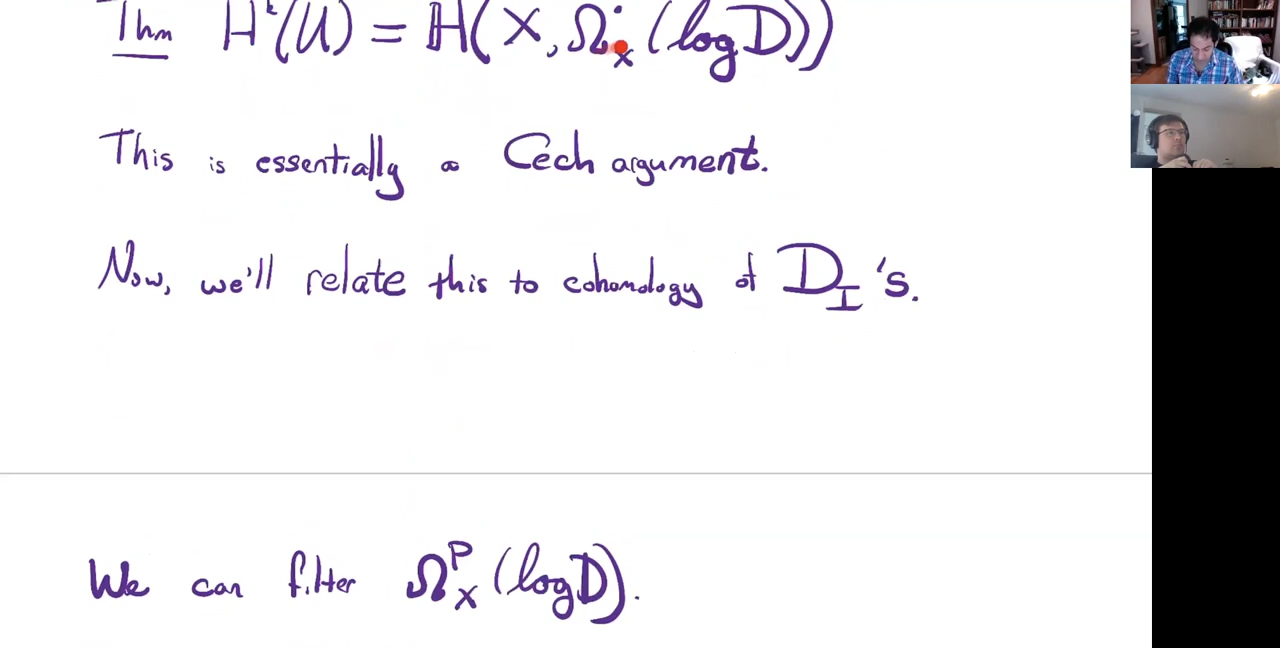 Thm H^k(U) = ℍ(X, Ω^•_X (log D))
This is essentially a Cech argument.
Now, we'll relate this to cohomology of D_I's.
We can filter Ω^p_X (log D).